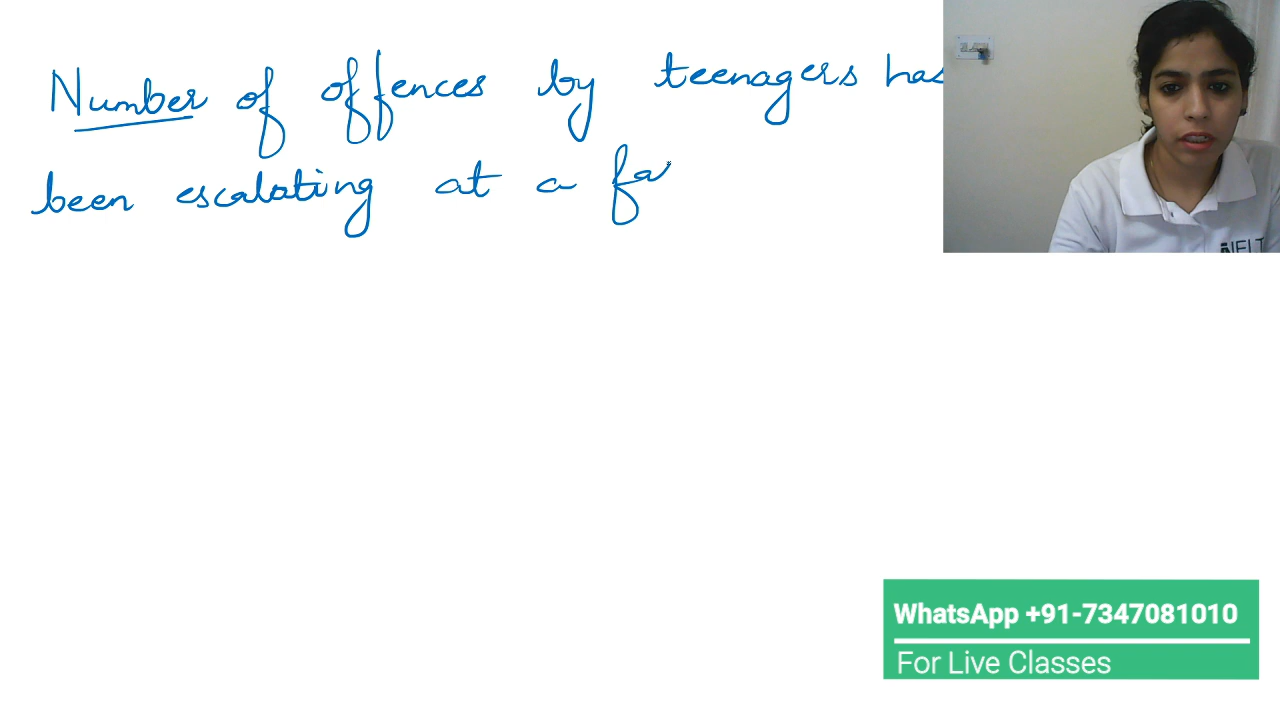 Number of offences by teenagers has
been escalating at a fa
WhatsApp +91-7347081010
For Live Classes